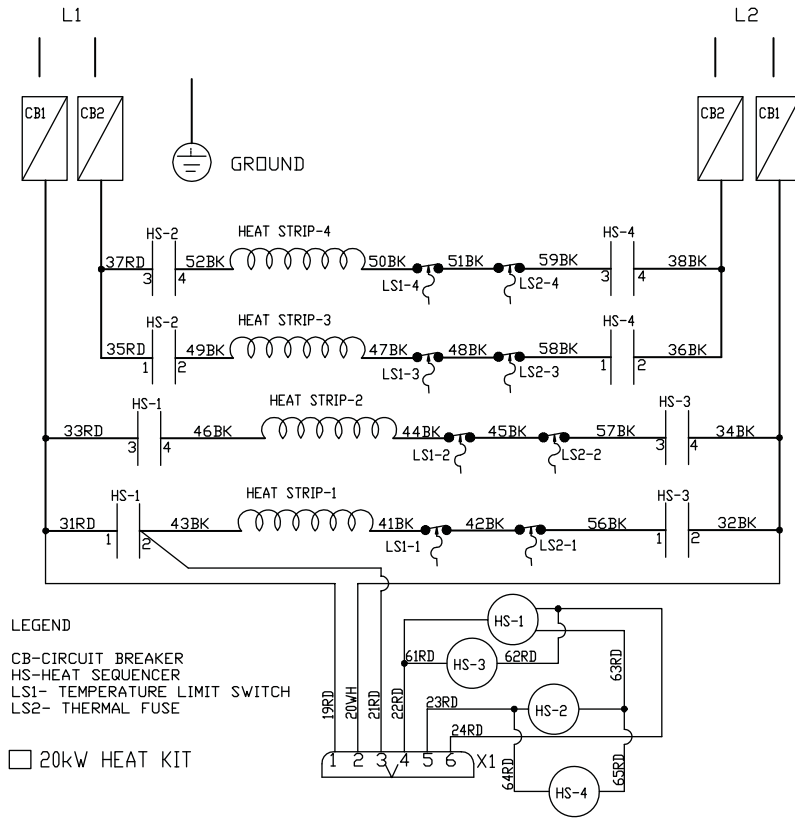 L1 L2
CB1 CB2 CB2 CB1
GROUND
HS-2 HEAT STRIP-4 HS-4
37RD 52BK 50BK 51BK 59BK 38BK
3 4 LS1-4 LS2-4 3 4
HS-2 HEAT STRIP-3 HS-4
35RD 49BK 47BK 48BK 58BK 36BK
1 2 LS1-3 LS2-3 1 2
HS-1 HEAT STRIP-2 HS-3
33RD 46BK 44BK 45BK 57BK 34BK
3 4 LS1-2 LS2-2 3 4
HS-1 HEAT STRIP-1 HS-3
31RD 43BK 41BK 42BK 56BK 32BK
1 2 LS1-1 LS2-1 1 2
LEGEND
CB-CIRCUIT BREAKER
HS-HEAT SEQUENCER
LS1- TEMPERATURE LIMIT SWITCH
LS2- THERMAL FUSE
20kW HEAT KIT
HS-1
61RD HS-3 62RD 63RD
19RD 20WH 21RD 22RD 23RD HS-2
24RD
1 2 3 4 5 6 X1
64RD HS-4 65RD